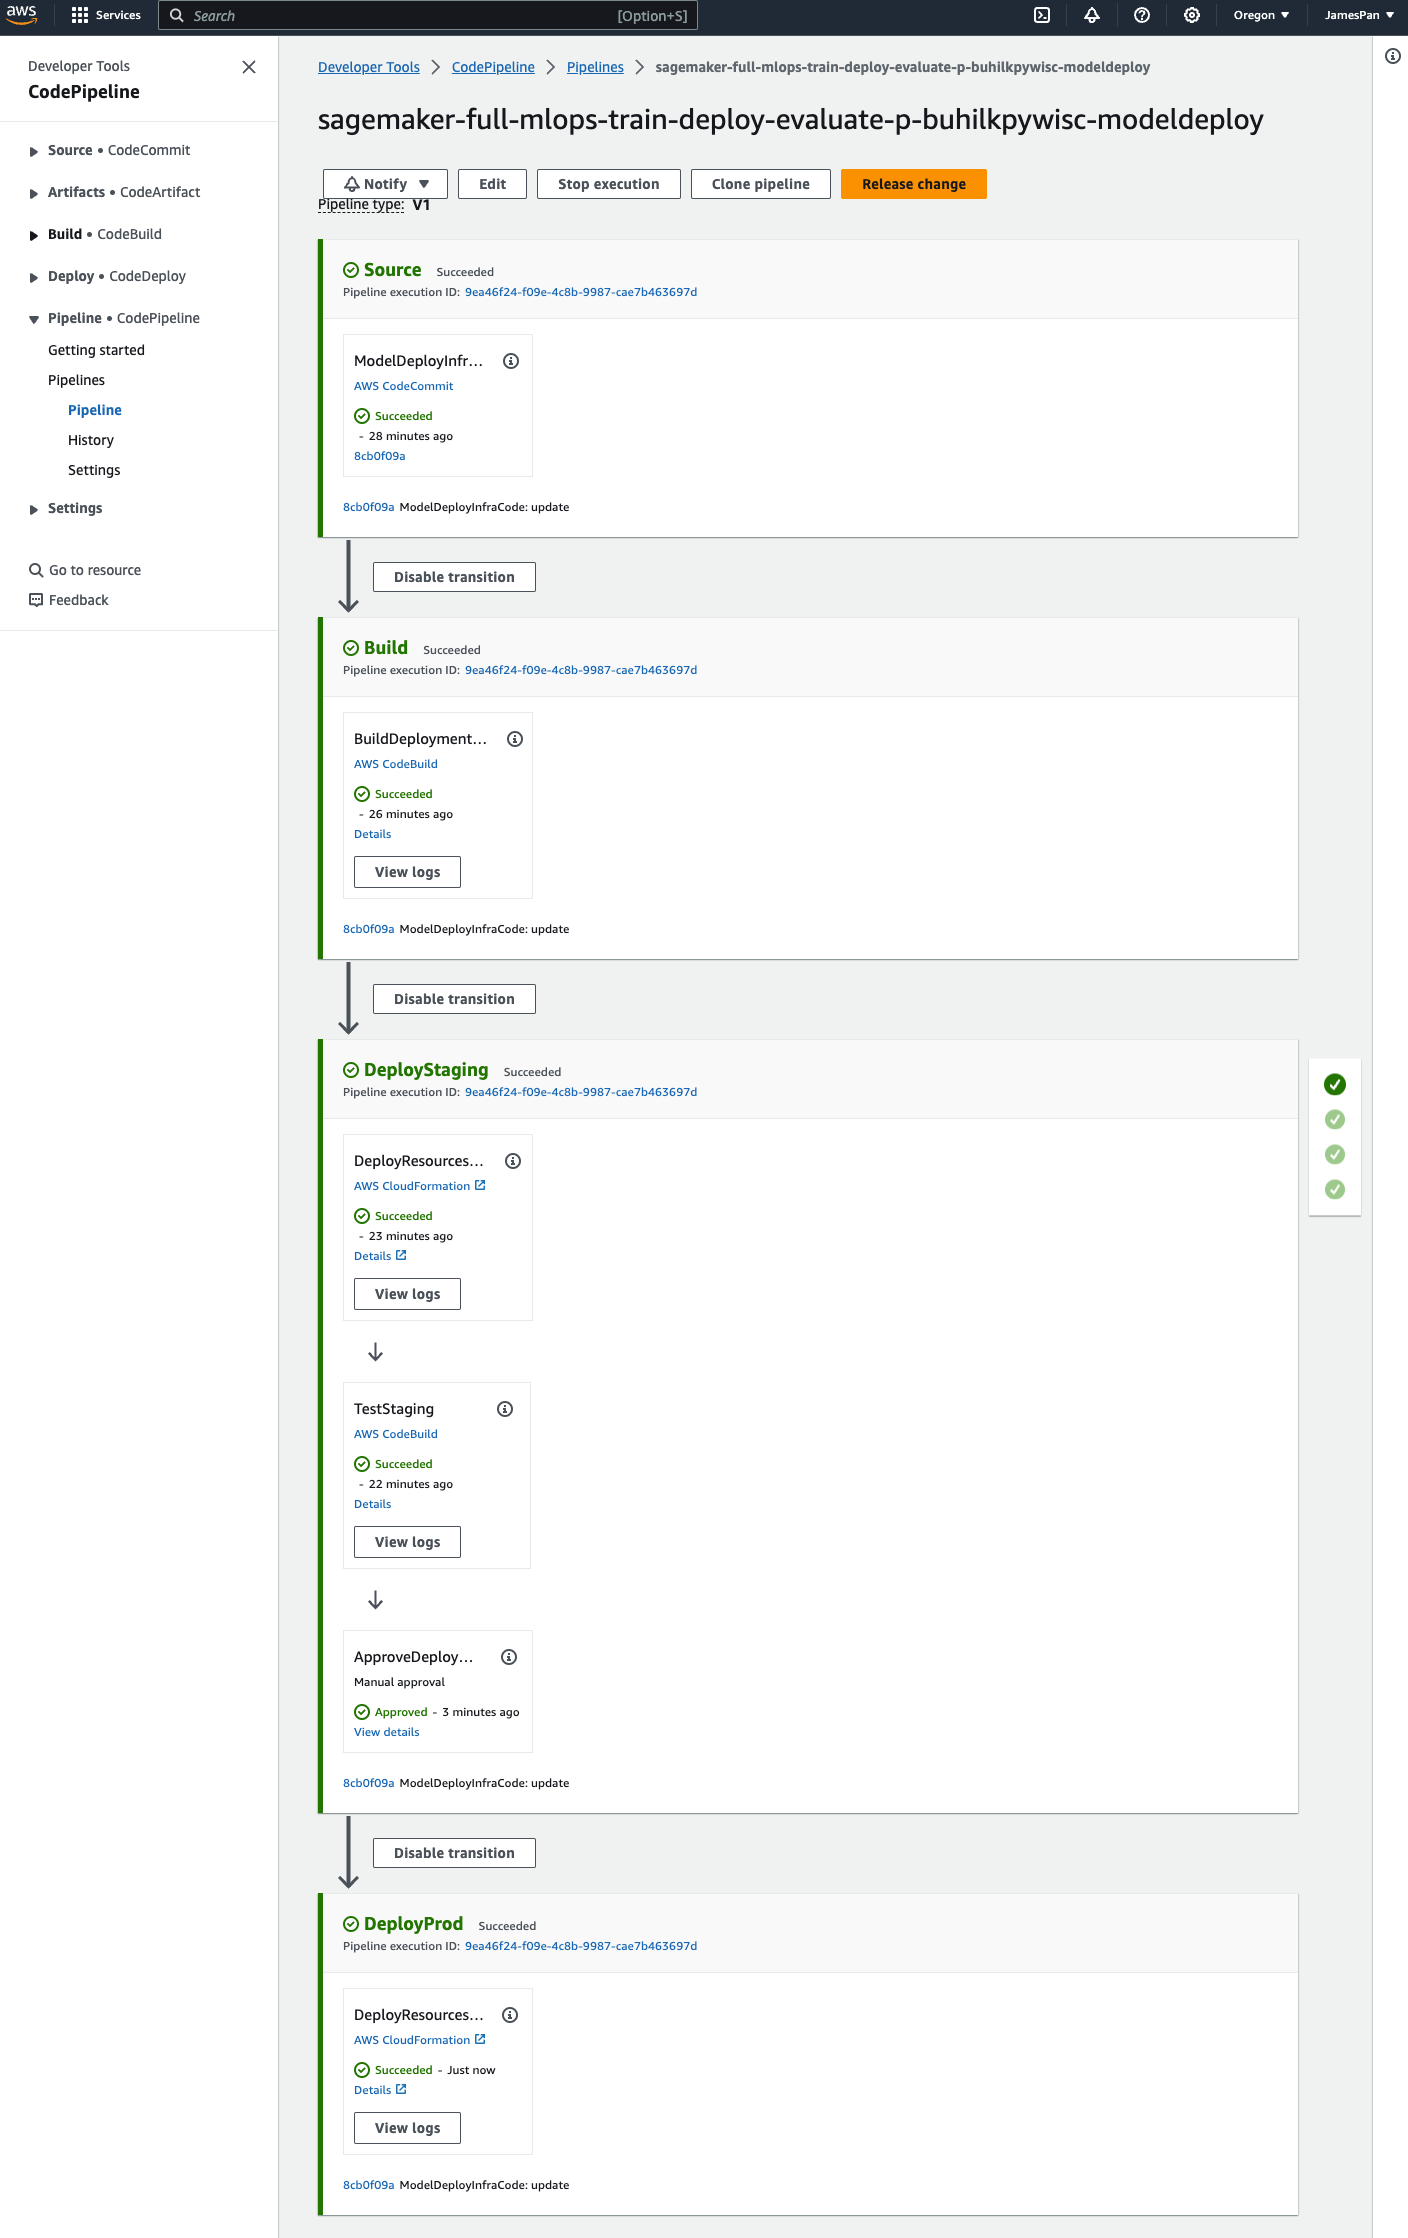 aws
Services
Search
[Option+S]
Oregon
JamesPan
Developer Tools
CodePipeline
Source • CodeCommit
Artifacts • CodeArtifact
Build • CodeBuild
Deploy • CodeDeploy
Pipeline • CodePipeline
Getting started
Pipelines
Pipeline
History
Settings
Settings
Go to resource
Feedback
Developer Tools
CodePipeline
Pipelines
sagemaker-full-mlops-train-deploy-evaluate-p-buhilkpywisc-modeldeploy
sagemaker-full-mlops-train-deploy-evaluate-p-buhilkpywisc-modeldeploy
Notify
Edit
Stop execution
Clone pipeline
Release change
Pipeline type: V1
Source Succeeded
Pipeline execution ID: 9ea46f24-f09e-4c8b-9987-cae7b463697d
ModelDeployInfr...
AWS CodeCommit
Succeeded
- 28 minutes ago
8cb0f09a
8cb0f09a ModelDeployInfraCode: update
Disable transition
Build Succeeded
Pipeline execution ID: 9ea46f24-f09e-4c8b-9987-cae7b463697d
BuildDeployment...
AWS CodeBuild
Succeeded
- 26 minutes ago
Details
View logs
8cb0f09a ModelDeployInfraCode: update
Disable transition
DeployStaging Succeeded
Pipeline execution ID: 9ea46f24-f09e-4c8b-9987-cae7b463697d
DeployResources...
AWS CloudFormation
Succeeded
- 23 minutes ago
Details
View logs
TestStaging
AWS CodeBuild
Succeeded
- 22 minutes ago
Details
View logs
ApproveDeploy...
Manual approval
Approved - 3 minutes ago
View details
8cb0f09a ModelDeployInfraCode: update
Disable transition
DeployProd Succeeded
Pipeline execution ID: 9ea46f24-f09e-4c8b-9987-cae7b463697d
DeployResources...
AWS CloudFormation
Succeeded - Just now
Details
View logs
8cb0f09a ModelDeployInfraCode: update